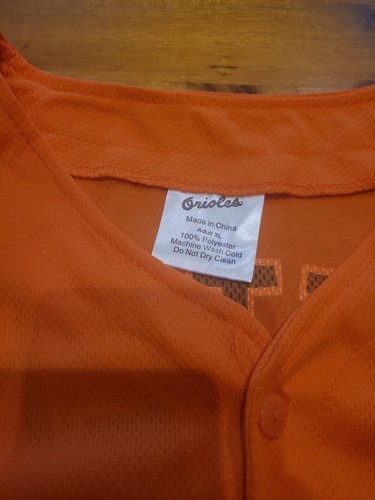 Orioles
Made in China
Adult XL
100% Polyester
Machine Wash Cold
Do Not Dry Clean